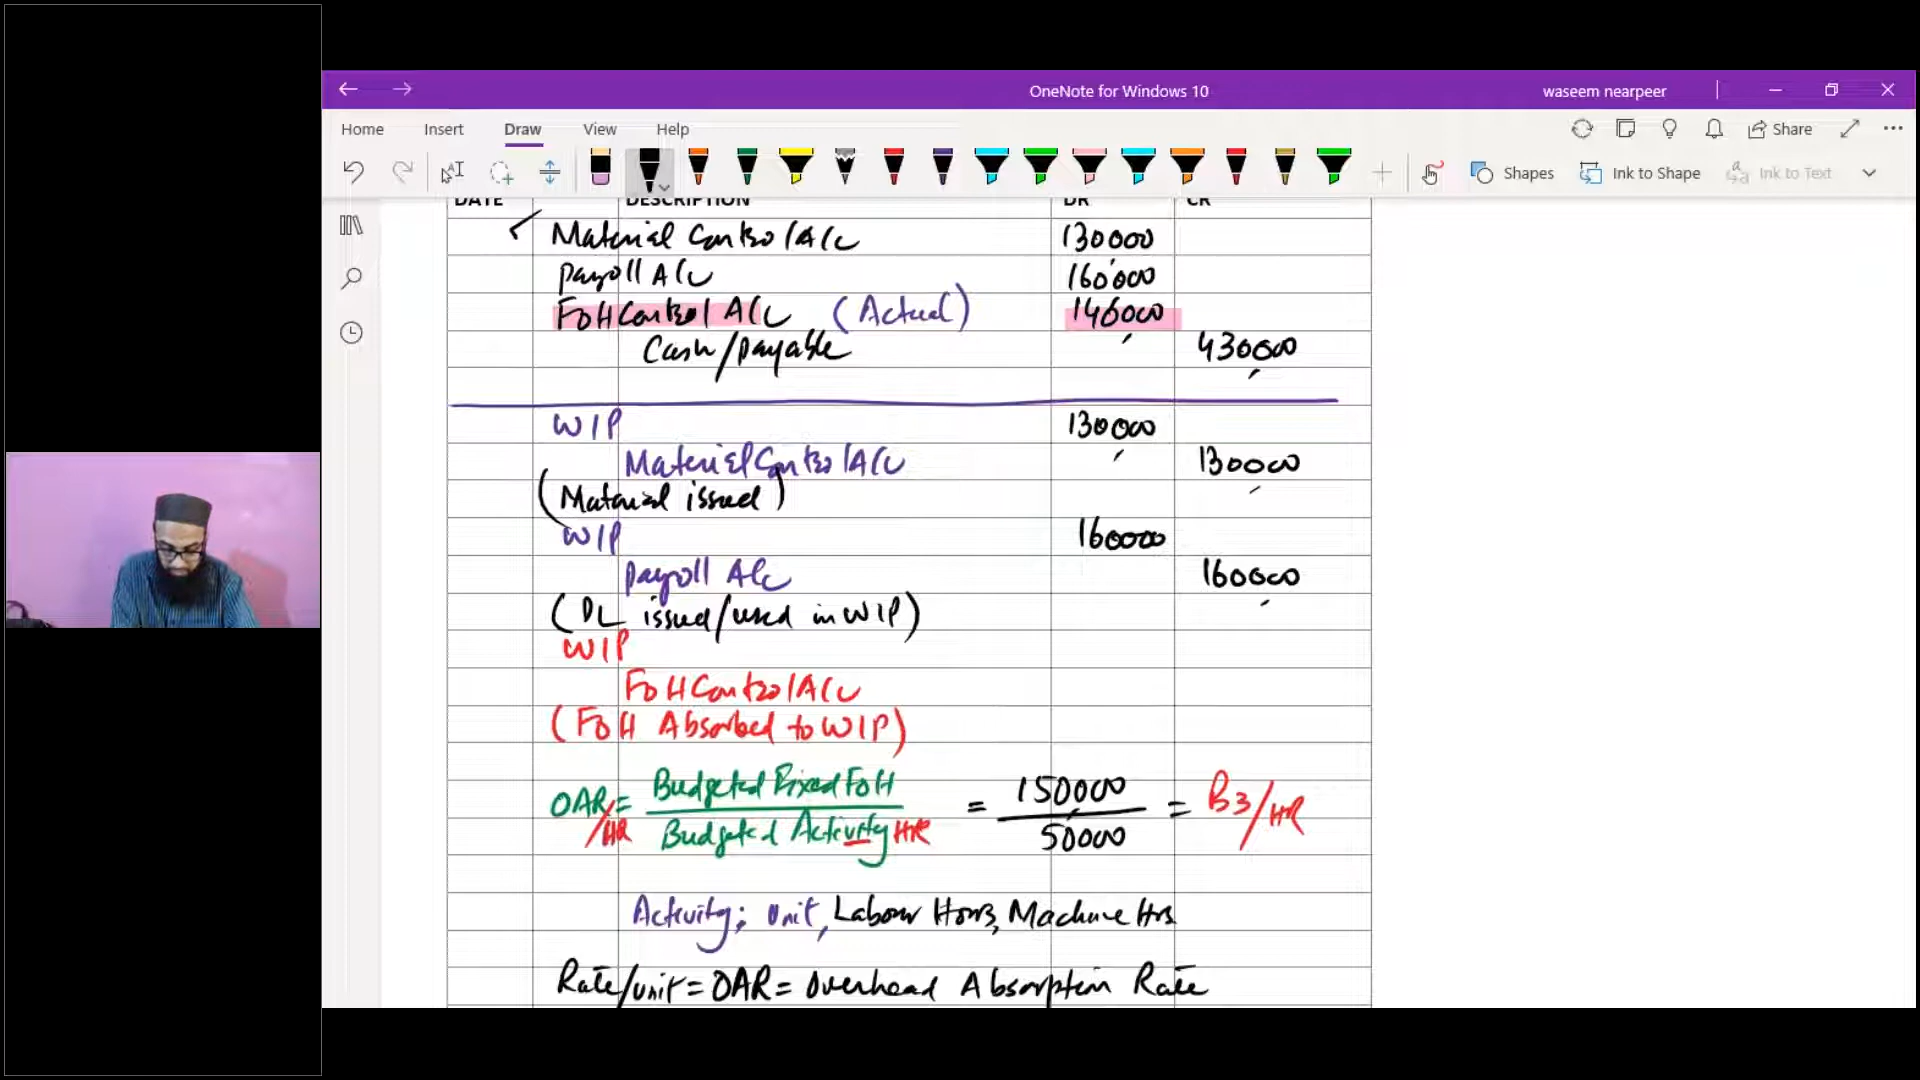 OneNote for Windows 10
waseem nearpeer
Home Insert Draw View Help
Share
Shapes Ink to Shape Ink to Text
DATE DESCRIPTION DR CR
Material Control A/c 130000
Payroll A/c 160000
FOH Control A/c (Actual) 140000
Cash/payable 430000
WIP 130000
Material Control A/c 130000
(Material issued)
WIP 160000
Payroll A/c 160000
(DL issued/used in WIP)
WIP
FOH Control A/c
(FOH Absorbed to WIP)
OAR/HR = Budgeted Fixed FOH / Budgeted Activity HR = 150000 / 50000 = B3/HR
Activity; Unit, Labour Hours, Machine Hrs
Rate/unit = OAR = Overhead Absorption Rate